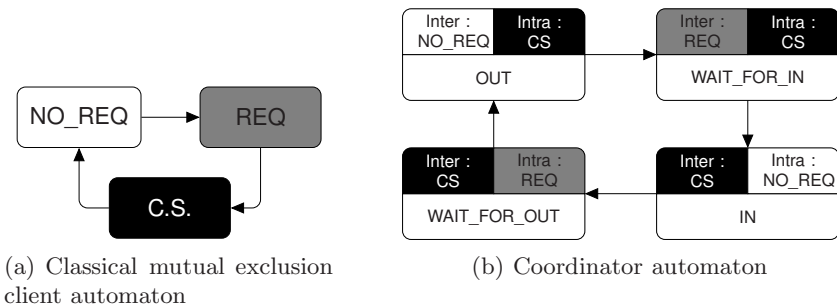 Inter : Intra : Inter : Intra :
NO_REQ CS REQ CS
OUT WAIT_FOR_IN
NO_REQ REQ
C.S.
Inter : Intra : Inter : Intra :
CS REQ CS NO_REQ
WAIT_FOR_OUT IN
(a) Classical mutual exclusion
client automaton
(b) Coordinator automaton